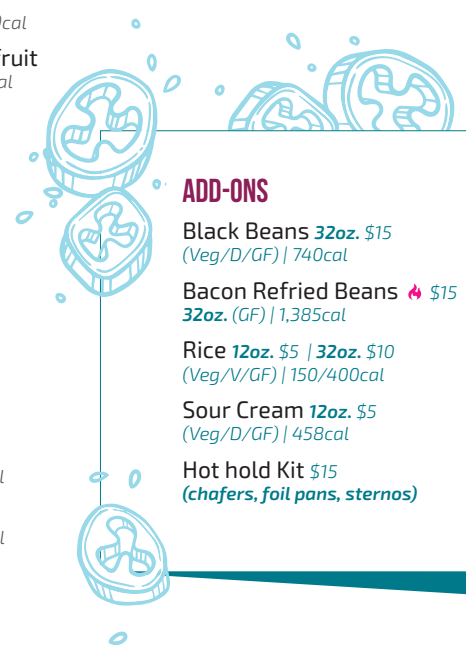 cal
fruit
al
ADD-ONS
Black Beans 32oz. $15
(Veg/D/GF) | 740cal
Bacon Refried Beans $15
32oz. (GF) | 1,385cal
Rice 12oz. $5 | 32oz. $10
(Veg/V/GF) | 150/400cal
Sour Cream 12oz. $5
(Veg/D/GF) | 458cal
Hot hold Kit $15
(chafers, foil pans, sternos)
l
l